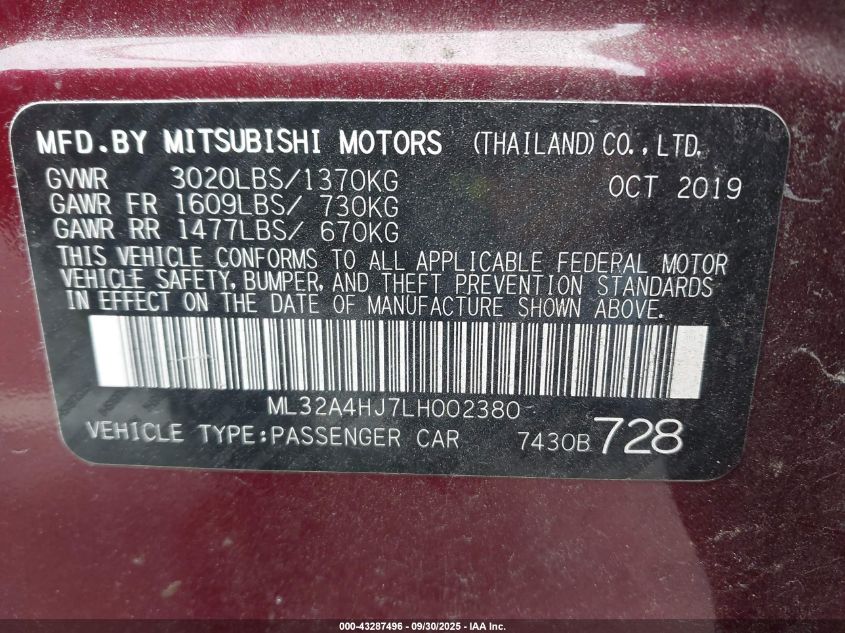 MFD.BY MITSUBISHI MOTORS (THAILAND) CO.,LTD.
GVWR 3020LBS/1370KG OCT 2019
GAWR FR 1609LBS/ 730KG
GAWR RR 1477LBS/ 670KG
THIS VEHICLE CONFORMS TO ALL APPLICABLE FEDERAL MOTOR
VEHICLE SAFETY, BUMPER, AND THEFT PREVENTION STANDARDS
IN EFFECT ON THE DATE OF MANUFACTURE SHOWN ABOVE.
ML32A4HJ7LH002380
VEHICLE TYPE:PASSENGER CAR 7430B 728
000-43287496 - 09/30/2025 - IAA Inc.